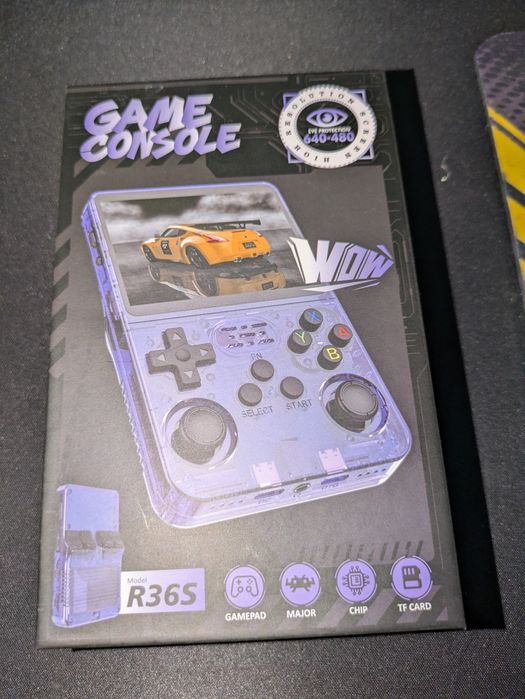 GAME
CONSOLE
HIGH RESOLUTION SCREEN
EYE PROTECTION
640*480
WOW
X
Y
A
B
FN
SELECT
START
Model
R36S
GAMEPAD
MAJOR
CHIP
TF CARD